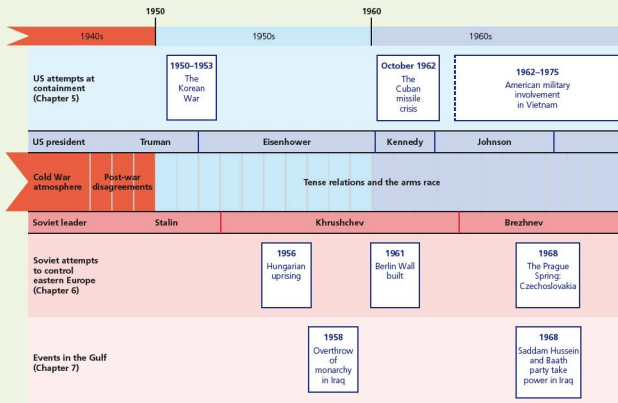 1950
1960
1940s
1950s
1960s
US attempts at
containment
(Chapter 5)
1950–1953
The
Korean
War
October 1962
The
Cuban
missile
crisis
1962–1975
American military
involvement
in Vietnam
US president
Truman
Eisenhower
Kennedy
Johnson
Cold War
atmosphere
Post-war
disagreements
Tense relations and the arms race
Soviet leader
Stalin
Khrushchev
Brezhnev
Soviet attempts
to control
eastern Europe
(Chapter 6)
1956
Hungarian
uprising
1961
Berlin Wall
built
1968
The Prague
Spring:
Czechoslovakia
Events in the Gulf
(Chapter 7)
1958
Overthrow
of
monarchy
in Iraq
1968
Saddam Hussein
and Baath
party take
power in Iraq